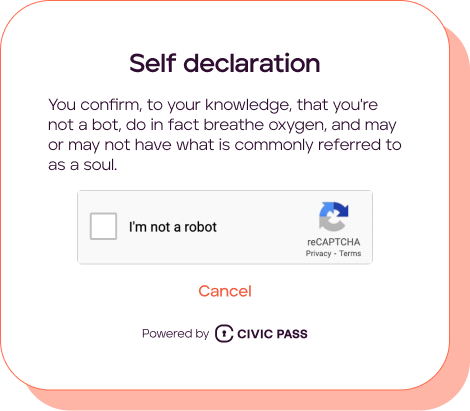 Self declaration
You confirm, to your knowledge, that you're
not a bot, do in fact breathe oxygen, and may
or may not have what is commonly referred to
as a soul.
I'm not a robot
reCAPTCHA
Privacy - Terms
Cancel
Powered by CIVIC PASS